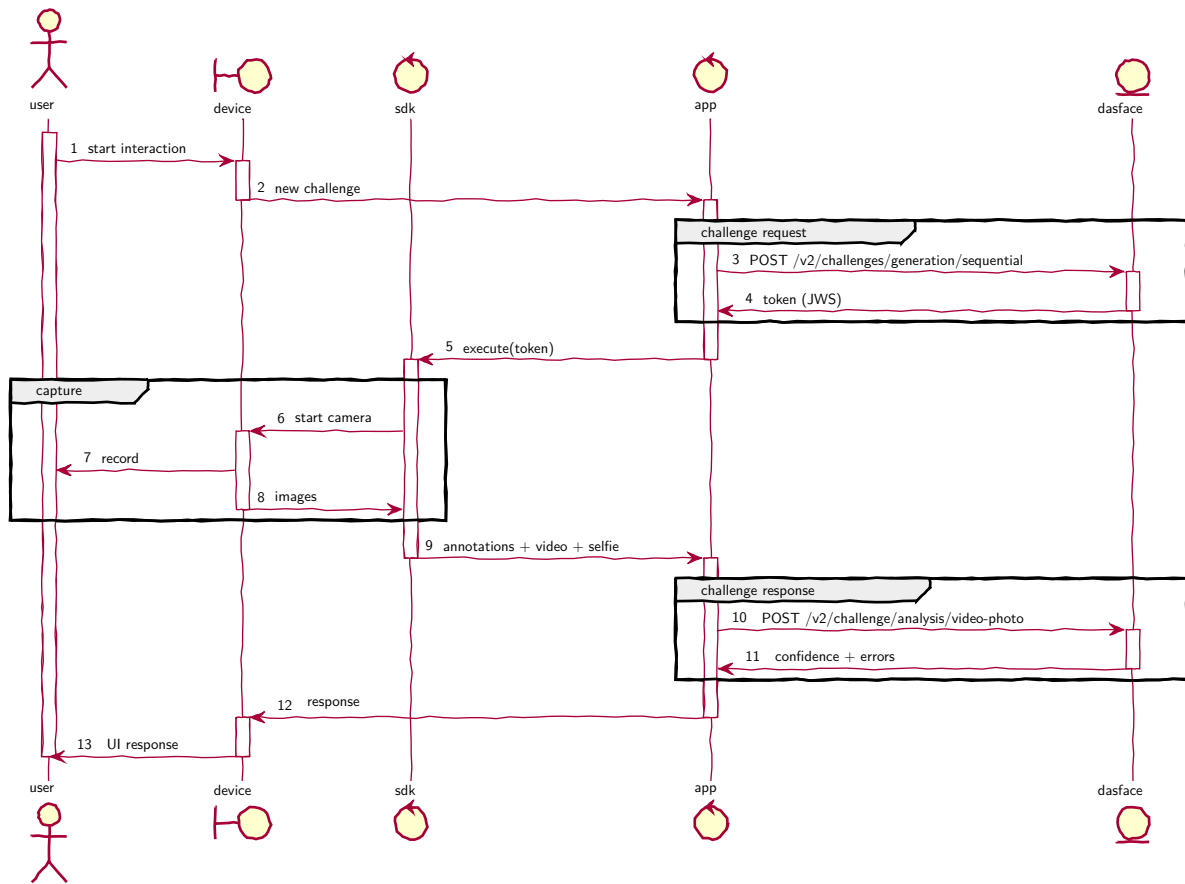 user
device
sdk
app
dasface
1 start interaction
2 new challenge
challenge request
3 POST /v2/challenges/generation/sequential
4 token (JWS)
5 execute(token)
capture
6 start camera
7 record
8 images
9 annotations + video + selfie
challenge response
10 POST /v2/challenge/analysis/video-photo
11 confidence + errors
12 response
13 UI response
user
device
sdk
app
dasface